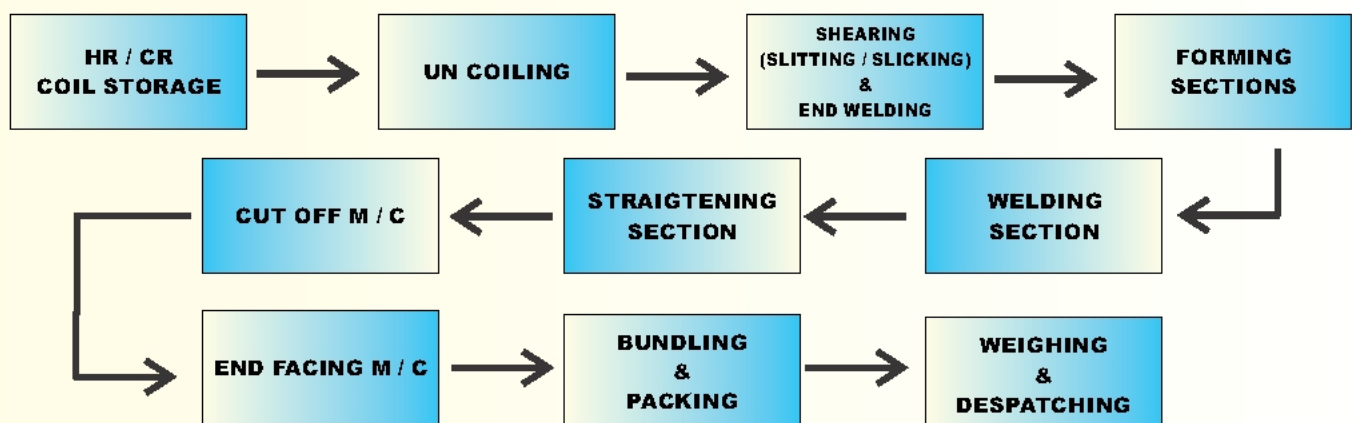 HR / CR
COIL STORAGE
UN COILING
SHEARING
(SLITTING / SLICKING)
&
END WELDING
FORMING
SECTIONS
WELDING
SECTION
STRAIGTENING
SECTION
CUT OFF M / C
END FACING M / C
BUNDLING
&
PACKING
WEIGHING
&
DESPATCHING